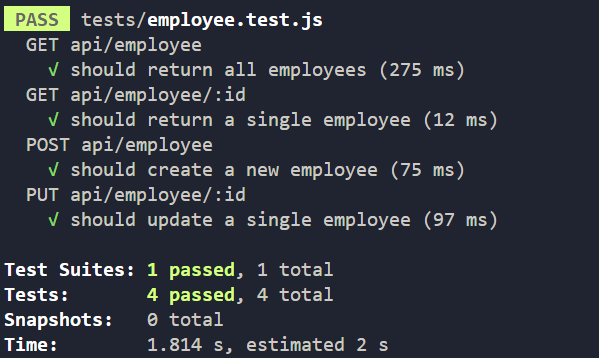 PASS tests/employee.test.js
GET api/employee
√ should return all employees (275 ms)
GET api/employee/:id
√ should return a single employee (12 ms)
POST api/employee
√ should create a new employee (75 ms)
PUT api/employee/:id
√ should update a single employee (97 ms)
Test Suites: 1 passed, 1 total
Tests: 4 passed, 4 total
Snapshots: 0 total
Time: 1.814 s, estimated 2 s